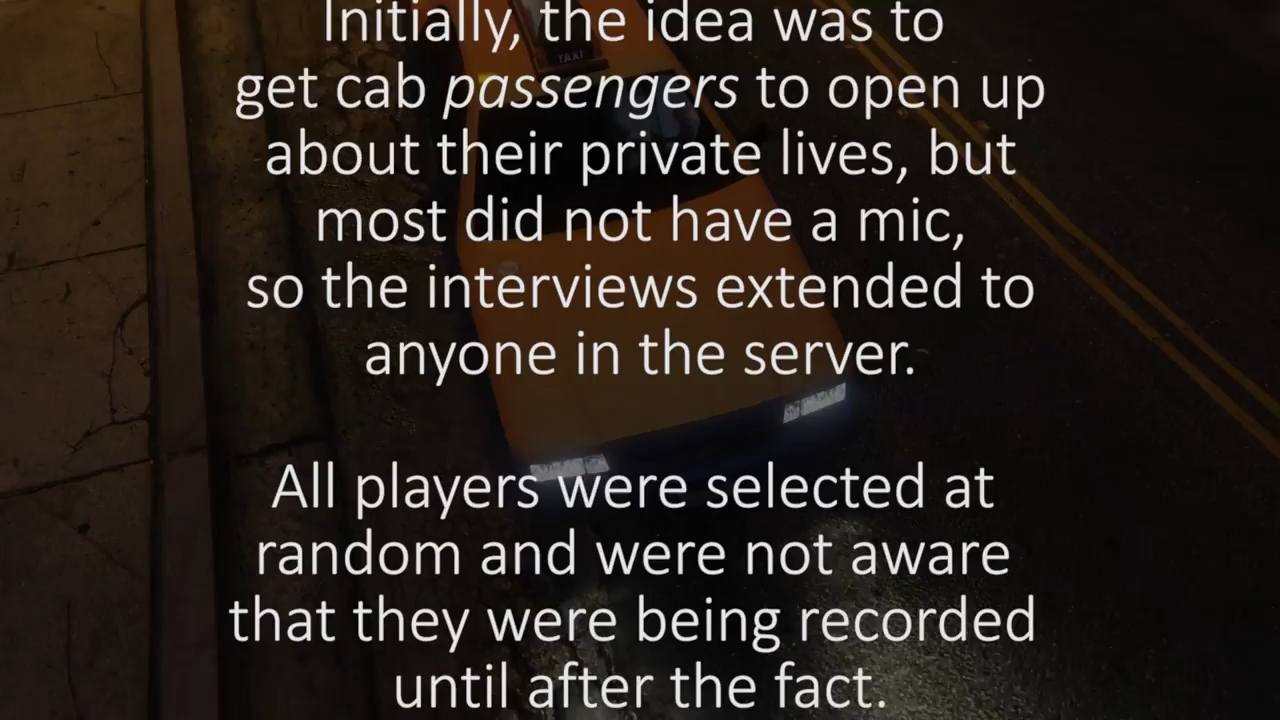 TAXI
Initially, the idea was to
get cab passengers to open up
about their private lives, but
most did not have a mic,
so the interviews extended to
anyone in the server.
All players were selected at
random and were not aware
that they were being recorded
until after the fact.